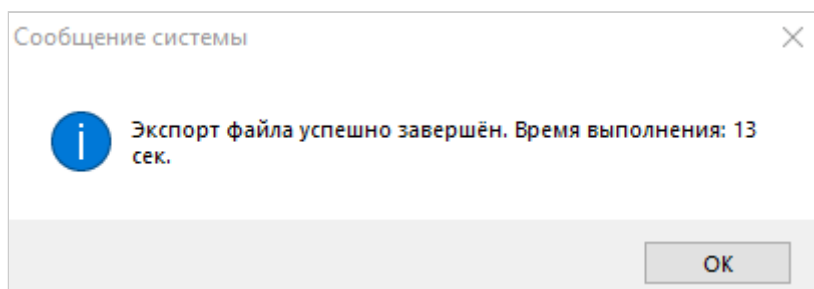 Сообщение системы
Экспорт файла успешно завершён. Время выполнения: 13
сек.
OK